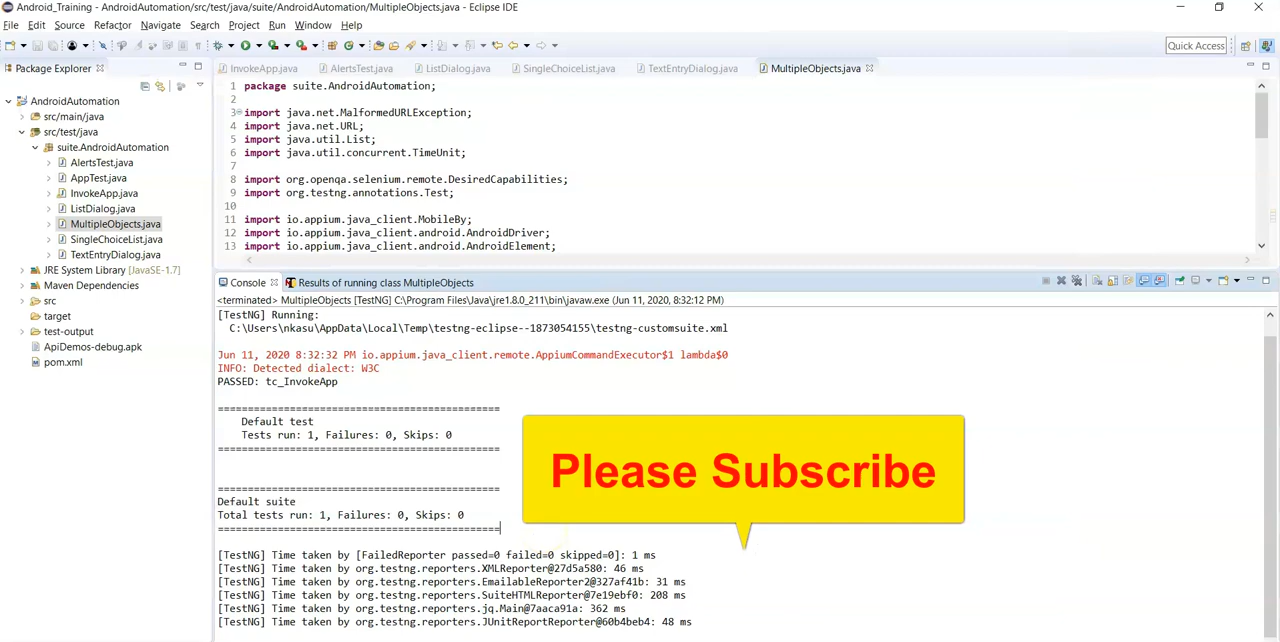 Android_Training - AndroidAutomation/src/test/java/suite/AndroidAutomation/MultipleObjects.java - Eclipse IDE
File Edit Source Refactor Navigate Search Project Run Window Help
Quick Access
Package Explorer
InvokeApp.java AlertsTest.java ListDialog.java SingleChoiceList.java TextEntryDialog.java MultipleObjects.java
AndroidAutomation
src/main/java
src/test/java
suite.AndroidAutomation
AlertsTest.java
AppTest.java
InvokeApp.java
ListDialog.java
MultipleObjects.java
SingleChoiceList.java
TextEntryDialog.java
JRE System Library [JavaSE-1.7]
Maven Dependencies
src
target
test-output
ApiDemos-debug.apk
pom.xml
1 package suite.AndroidAutomation;
2
3 import java.net.MalformedURLException;
4 import java.net.URL;
5 import java.util.List;
6 import java.util.concurrent.TimeUnit;
7
8 import org.openqa.selenium.remote.DesiredCapabilities;
9 import org.testng.annotations.Test;
10
11 import io.appium.java_client.MobileBy;
12 import io.appium.java_client.android.AndroidDriver;
13 import io.appium.java_client.android.AndroidElement;
Console Results of running class MultipleObjects
<terminated> MultipleObjects [TestNG] C:\Program Files\Java\jre1.8.0_211\bin\javaw.exe (Jun 11, 2020, 8:32:12 PM)
[TestNG] Running:
C:\Users\nkasu\AppData\Local\Temp\testng-eclipse--1873054155\testng-customsuite.xml
Jun 11, 2020 8:32:32 PM io.appium.java_client.remote.AppiumCommandExecutor$1 lambda$0
INFO: Detected dialect: W3C
PASSED: tc_InvokeApp
===============================================
Default test
Tests run: 1, Failures: 0, Skips: 0
===============================================
===============================================
Default suite
Total tests run: 1, Failures: 0, Skips: 0
===============================================
Please Subscribe
[TestNG] Time taken by [FailedReporter passed=0 failed=0 skipped=0]: 1 ms
[TestNG] Time taken by org.testng.reporters.XMLReporter@27d5a580: 46 ms
[TestNG] Time taken by org.testng.reporters.EmailableReporter2@327af41b: 31 ms
[TestNG] Time taken by org.testng.reporters.SuiteHTMLReporter@7e19ebf0: 208 ms
[TestNG] Time taken by org.testng.reporters.jq.Main@7aaca91a: 362 ms
[TestNG] Time taken by org.testng.reporters.JUnitReportReporter@60b4beb4: 48 ms